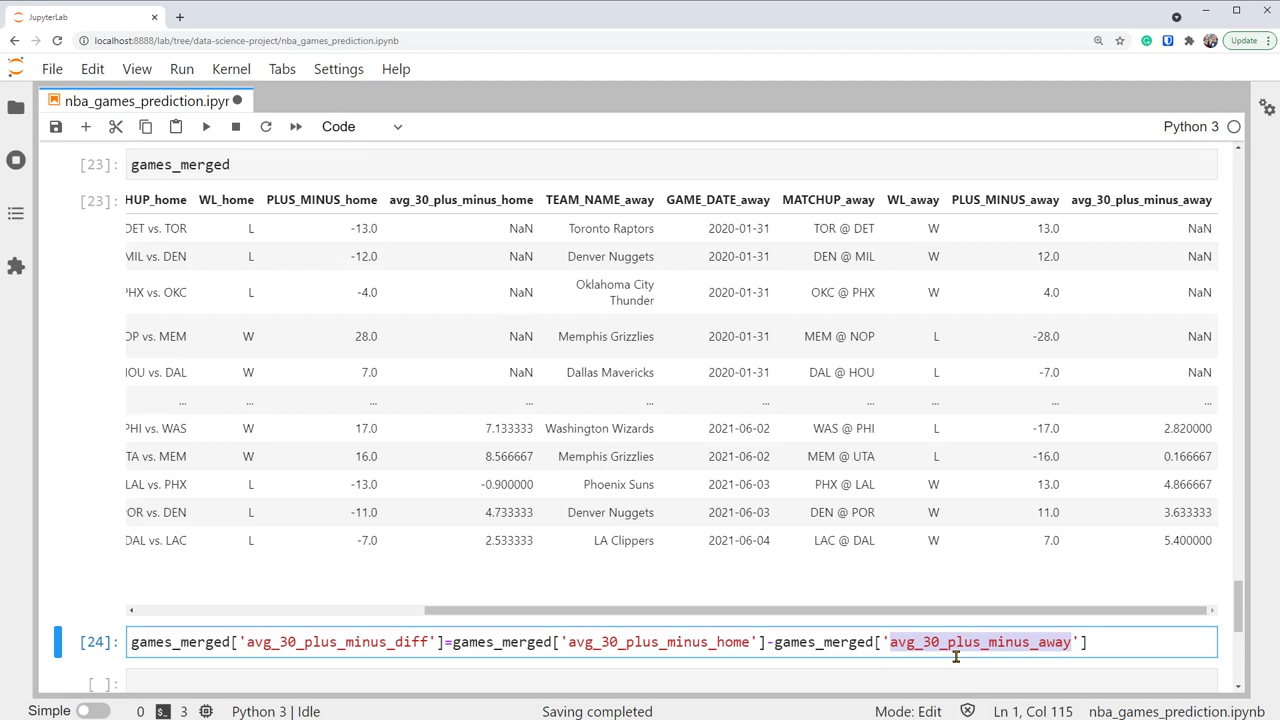 JupyterLab
localhost:8888/lab/tree/data-science-project/nba_games_prediction.ipynb
Update
File Edit View Run Kernel Tabs Settings Help
nba_games_prediction.ipyr
Code
Python 3
[23]: games_merged
[23]: HUP_home WL_home PLUS_MINUS_home avg_30_plus_minus_home TEAM_NAME_away GAME_DATE_away MATCHUP_away WL_away PLUS_MINUS_away avg_30_plus_minus_away
DET vs. TOR L -13.0 NaN Toronto Raptors 2020-01-31 TOR @ DET W 13.0 NaN
MIL vs. DEN L -12.0 NaN Denver Nuggets 2020-01-31 DEN @ MIL W 12.0 NaN
PHX vs. OKC L -4.0 NaN Oklahoma City Thunder 2020-01-31 OKC @ PHX W 4.0 NaN
OP vs. MEM W 28.0 NaN Memphis Grizzlies 2020-01-31 MEM @ NOP L -28.0 NaN
HOU vs. DAL W 7.0 NaN Dallas Mavericks 2020-01-31 DAL @ HOU L -7.0 NaN
... ... ... ... ... ... ... ... ... ...
PHI vs. WAS W 17.0 7.133333 Washington Wizards 2021-06-02 WAS @ PHI L -17.0 2.820000
TA vs. MEM W 16.0 8.566667 Memphis Grizzlies 2021-06-02 MEM @ UTA L -16.0 0.166667
LAL vs. PHX L -13.0 -0.900000 Phoenix Suns 2021-06-03 PHX @ LAL W 13.0 4.866667
POR vs. DEN L -11.0 4.733333 Denver Nuggets 2021-06-03 DEN @ POR W 11.0 3.633333
DAL vs. LAC L -7.0 2.533333 LA Clippers 2021-06-04 LAC @ DAL W 7.0 5.400000
[24]: games_merged['avg_30_plus_minus_diff']=games_merged['avg_30_plus_minus_home']-games_merged['avg_30_plus_minus_away']
[ ]:
Simple 0 3 Python 3 | Idle Saving completed Mode: Edit Ln 1, Col 115 nba_games_prediction.ipynb